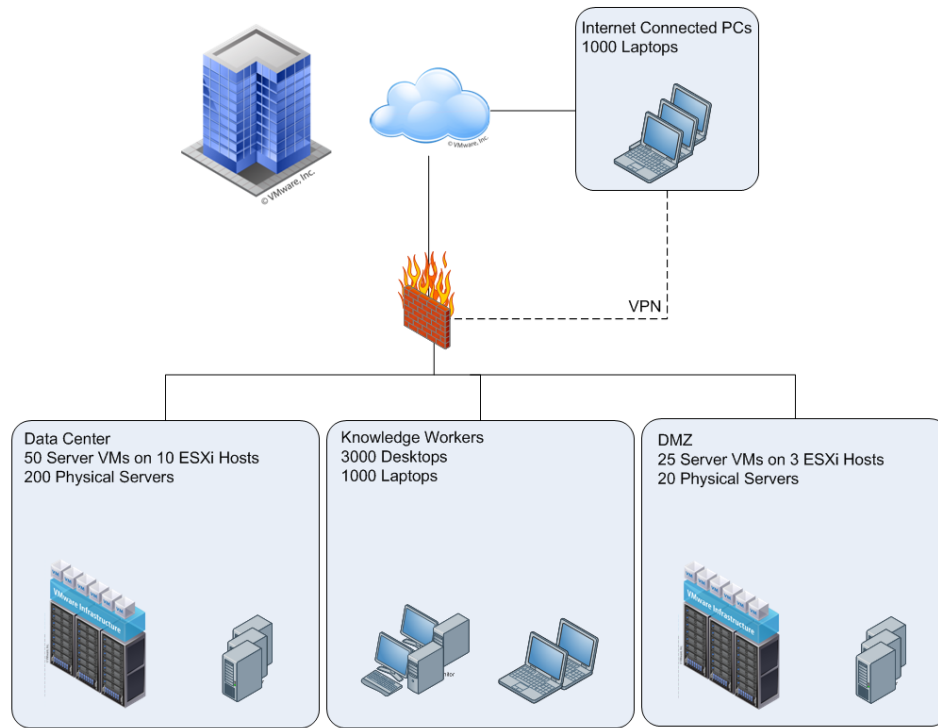 Internet Connected PCs
1000 Laptops
© VMware, Inc.
© VMware, Inc.
VPN
Data Center
50 Server VMs on 10 ESXi Hosts
200 Physical Servers
VMware Infrastructure
Knowledge Workers
3000 Desktops
1000 Laptops
DMZ
25 Server VMs on 3 ESXi Hosts
20 Physical Servers
VMware Infrastructure